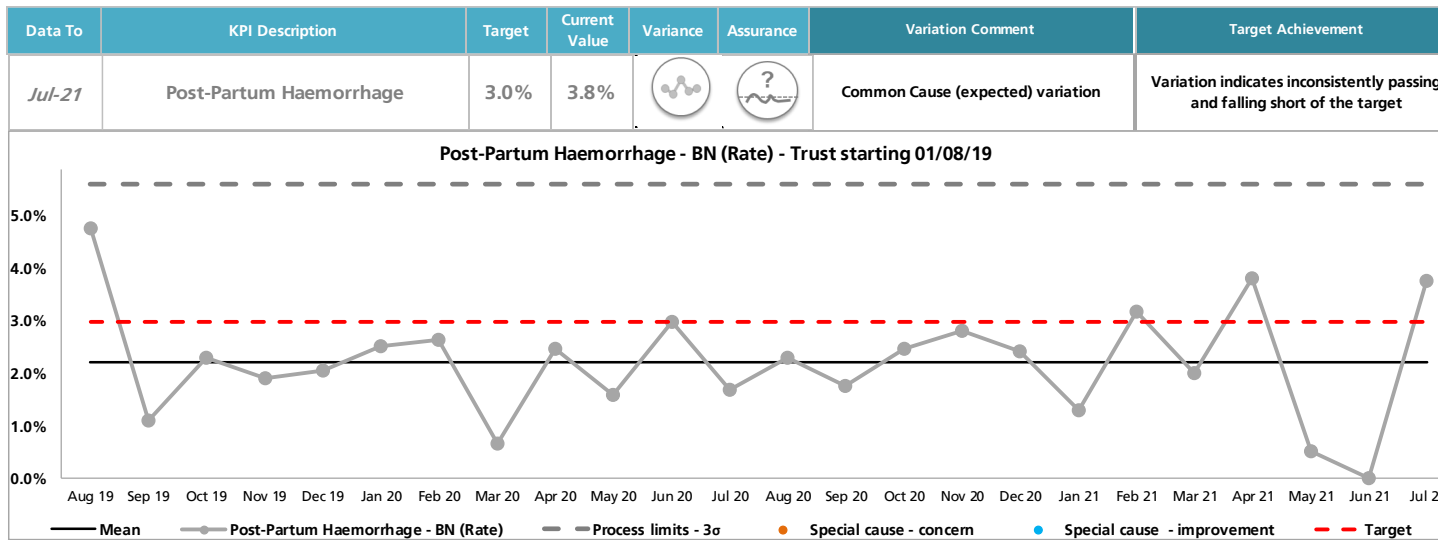 Data To KPI Description Target Current Value Variance Assurance Variation Comment Target Achievement
Jul-21 Post-Partum Haemorrhage 3.0% 3.8% ? Common Cause (expected) variation Variation indicates inconsistently passing and falling short of the target
Post-Partum Haemorrhage - BN (Rate) - Trust starting 01/08/19
5.0%
4.0%
3.0%
2.0%
1.0%
0.0%
Aug 19 Sep 19 Oct 19 Nov 19 Dec 19 Jan 20 Feb 20 Mar 20 Apr 20 May 20 Jun 20 Jul 20 Aug 20 Sep 20 Oct 20 Nov 20 Dec 20 Jan 21 Feb 21 Mar 21 Apr 21 May 21 Jun 21 Jul 2
Mean Post-Partum Haemorrhage - BN (Rate) Process limits - 3σ Special cause - concern Special cause - improvement Target